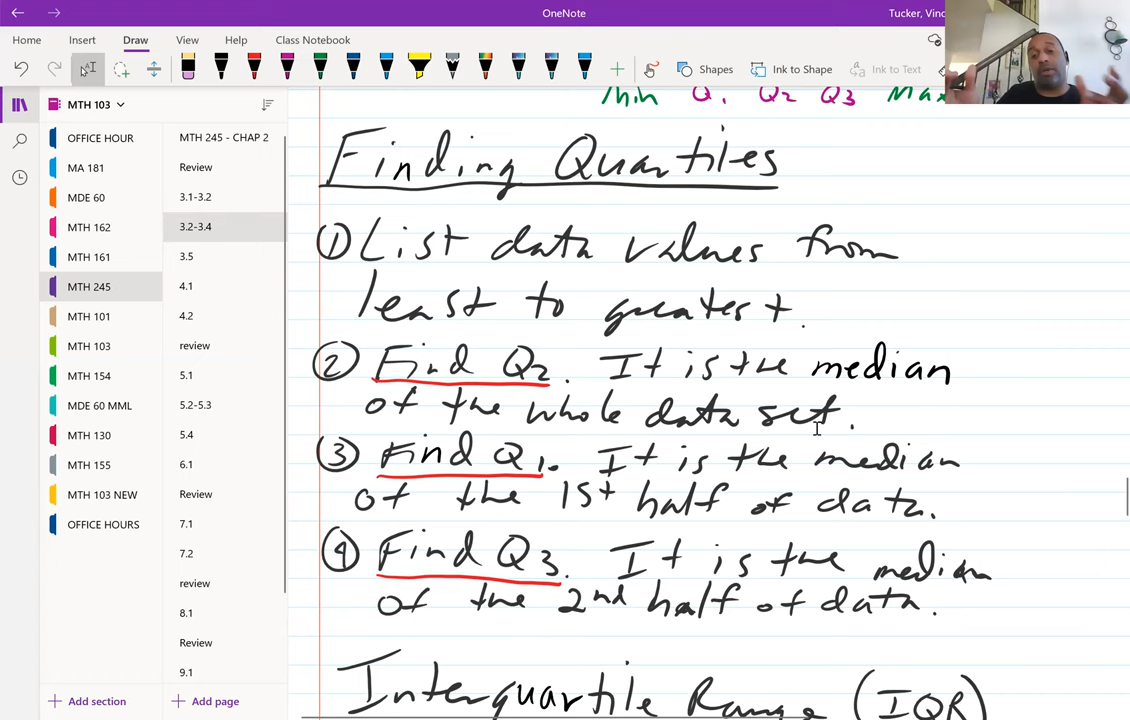 OneNote
Tucker, Vinc
Home Insert Draw View Help Class Notebook
Shapes Ink to Shape Ink to Text
MTH 103
OFFICE HOUR
MA 181
MDE 60
MTH 162
MTH 161
MTH 245
MTH 101
MTH 103
MTH 154
MDE 60 MML
MTH 130
MTH 155
MTH 103 NEW
OFFICE HOURS
Add section
MTH 245 - CHAP 2
Review
3.1-3.2
3.2-3.4
3.5
4.1
4.2
review
5.1
5.2-5.3
5.4
6.1
Review
7.1
7.2
review
8.1
Review
9.1
Add page
Min Q1 Q2 Q3 Max
Finding Quartiles
① List data values from
least to greatest.
② Find Q2. It is the median
of the whole data set.
③ Find Q1. It is the median
of the 1st half of data.
④ Find Q3. It is the median
of the 2nd half of data.
Interquartile Range (IQR)